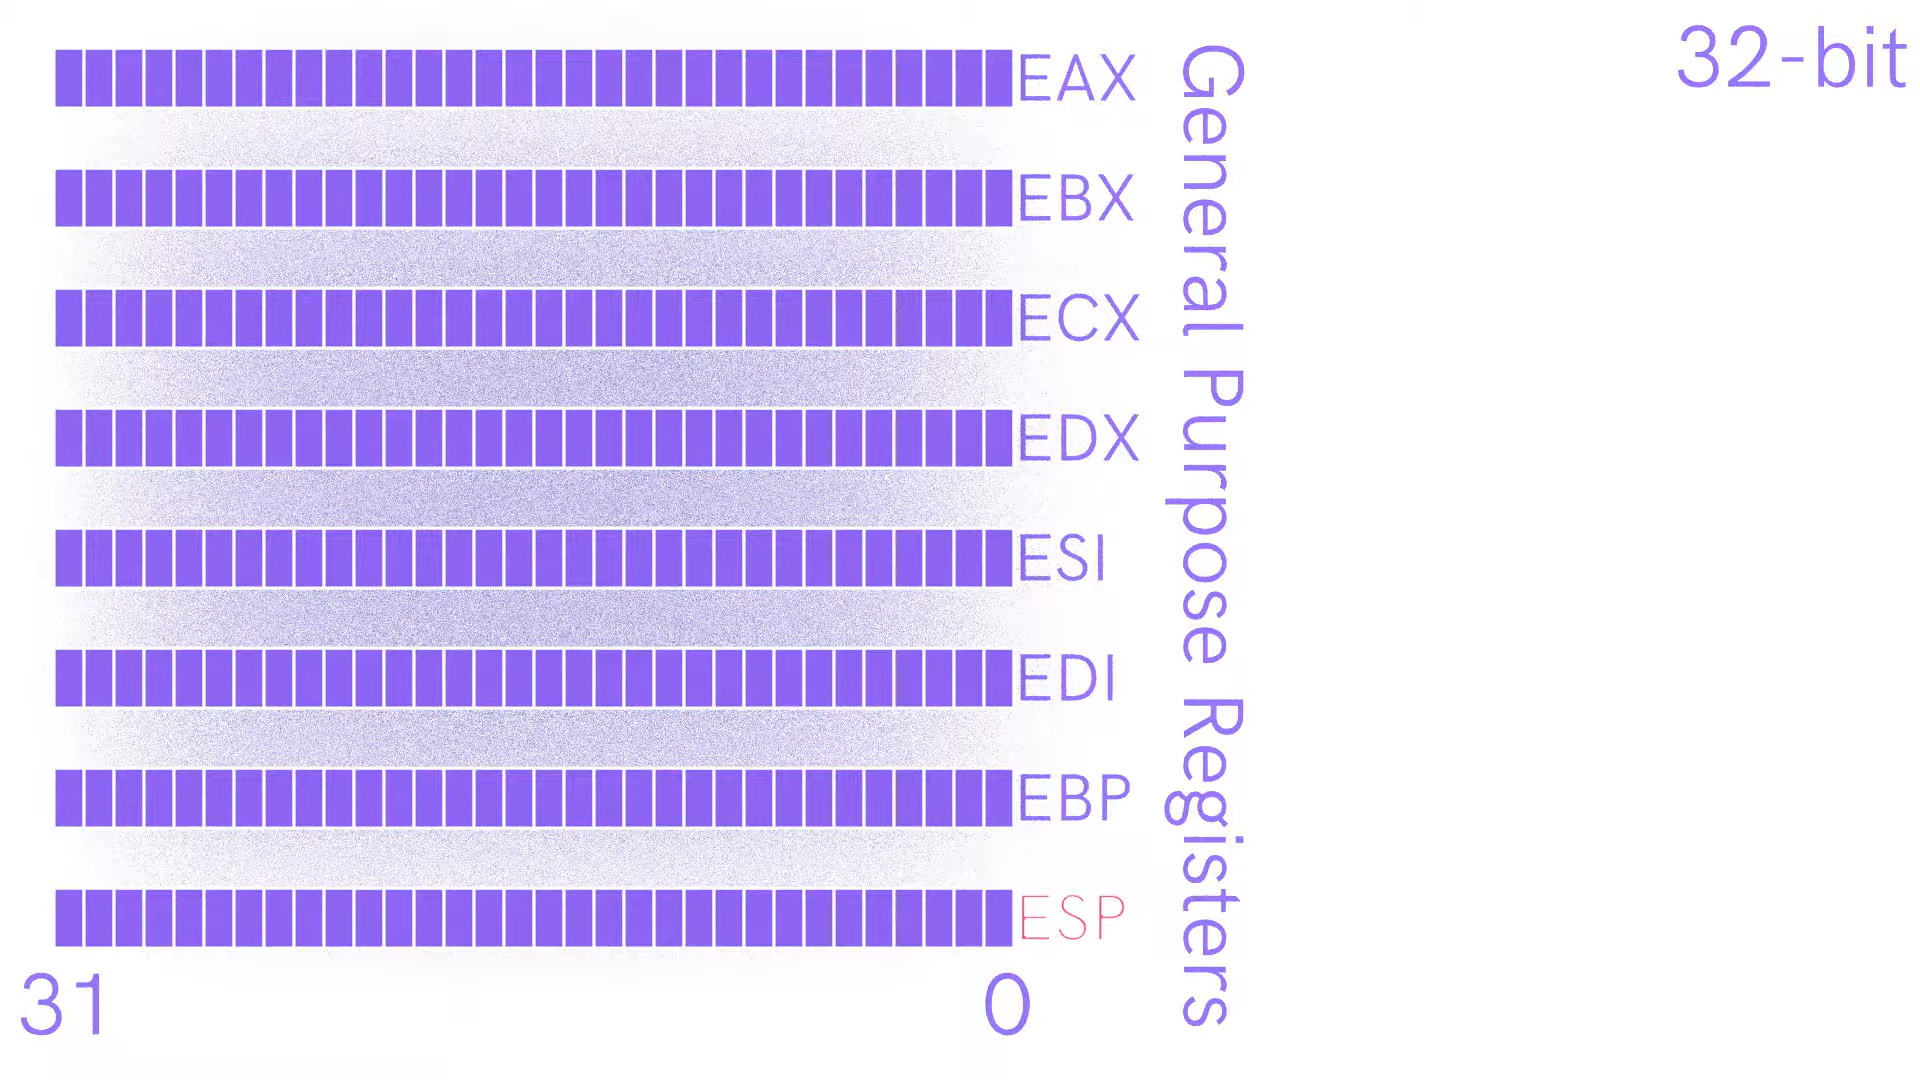 32-bit
EAX
EBX
ECX
EDX
ESI
EDI
EBP
ESP
31
0
General Purpose Registers